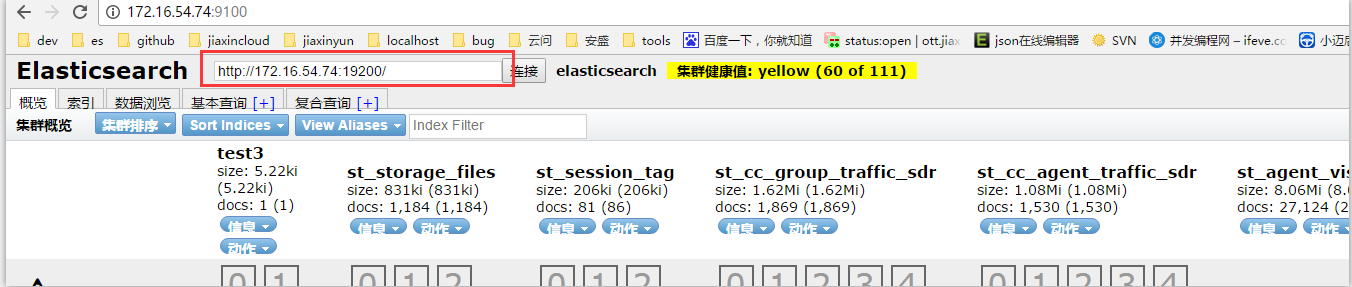 172.16.54.74:9100
dev es github jiaxincloud jiaxinyun localhost bug 云问 安盛 tools 百度一下，你就知道 status:open | ott.jiax json在线编辑器 SVN 并发编程网 – ifeve.co 小迈启
Elasticsearch http://172.16.54.74:19200/ 连接 elasticsearch 集群健康值: yellow (60 of 111)
概览 索引 数据浏览 基本查询 [+] 复合查询 [+]
集群概览 集群排序 Sort Indices View Aliases Index Filter
test3
size: 5.22ki
(5.22ki)
docs: 1 (1)
信息
动作
st_storage_files
size: 831ki (831ki)
docs: 1,184 (1,184)
信息 动作
st_session_tag
size: 206ki (206ki)
docs: 81 (86)
信息 动作
st_cc_group_traffic_sdr
size: 1.62Mi (1.62Mi)
docs: 1,869 (1,869)
信息 动作
st_cc_agent_traffic_sdr
size: 1.08Mi (1.08Mi)
docs: 1,530 (1,530)
信息 动作
st_agent_vis
size: 8.06Mi (8.0
docs: 27,124 (2
信息 动作
0 1 0 1 2 0 1 2 0 1 2 3 4 0 1 2 3 4